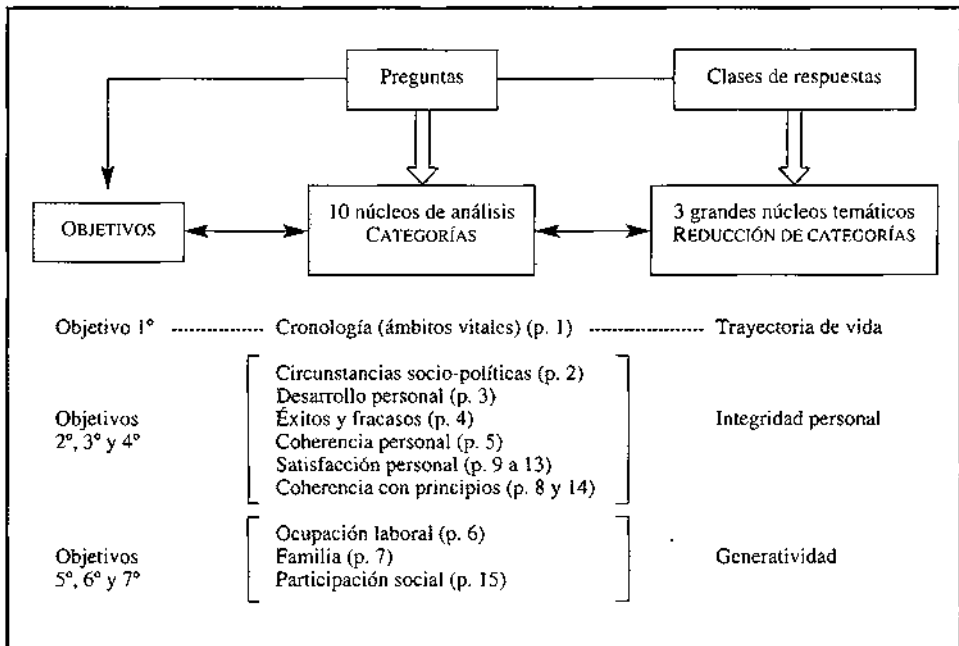 Preguntas
Clases de respuestas
OBJETIVOS
10 núcleos de análisis
CATEGORÍAS
3 grandes núcleos temáticos
REDUCCIÓN DE CATEGORÍAS
Objetivo 1º ---------- Cronología (ámbitos vitales) (p. 1) ---------- Trayectoria de vida
Objetivos
2º, 3º y 4º
Circunstancias socio-políticas (p. 2)
Desarrollo personal (p. 3)
Éxitos y fracasos (p. 4)
Coherencia personal (p. 5)
Satisfacción personal (p. 9 a 13)
Coherencia con principios (p. 8 y 14)
Integridad personal
Objetivos
5º, 6º y 7º
Ocupación laboral (p. 6)
Familia (p. 7)
Participación social (p. 15)
Generatividad